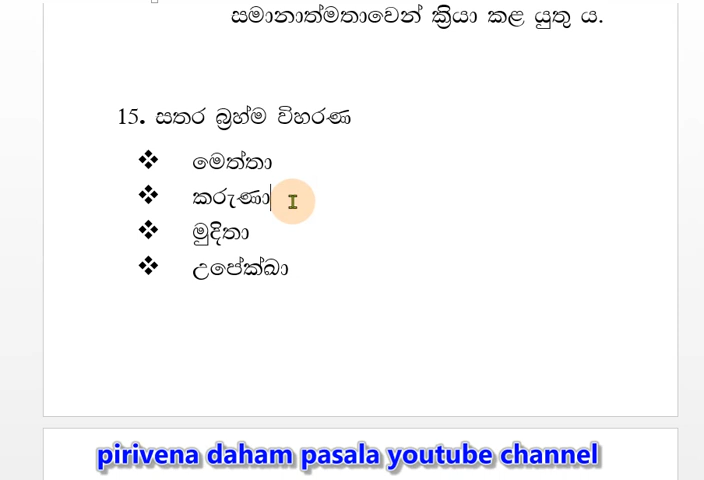 සමානාත්මතාවෙන් ක්‍රියා කළ යුතු ය.
15. සතර බ්‍රහ්ම විහරණ
❖ මෙත්තා
❖ කරුණා
❖ මුදිතා
❖ උපේක්ඛා
pirivena daham pasala youtube channel